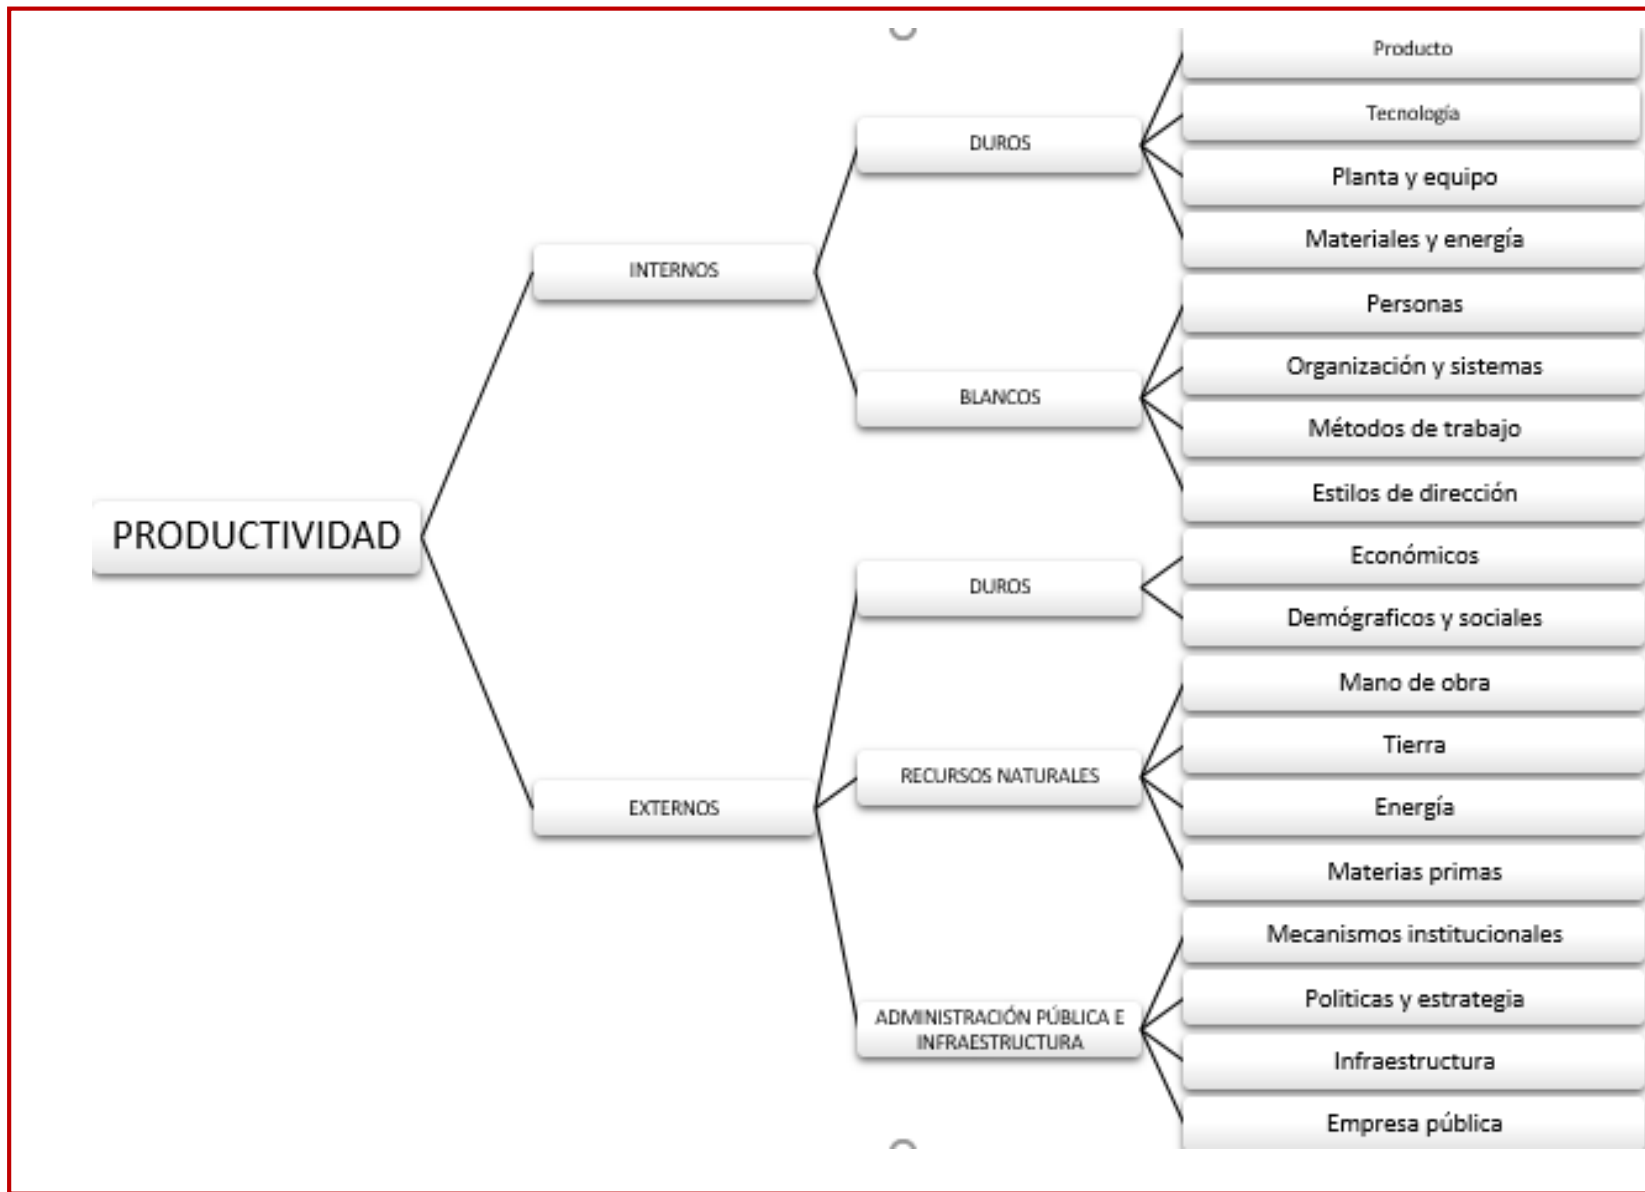 PRODUCTIVIDAD
INTERNOS
DUROS
Producto
Tecnología
Planta y equipo
Materiales y energía
BLANCOS
Personas
Organización y sistemas
Métodos de trabajo
Estilos de dirección
EXTERNOS
DUROS
Económicos
Demógraficos y sociales
RECURSOS NATURALES
Mano de obra
Tierra
Energía
Materias primas
ADMINISTRACIÓN PÚBLICA E
INFRAESTRUCTURA
Mecanismos institucionales
Politicas y estrategia
Infraestructura
Empresa pública